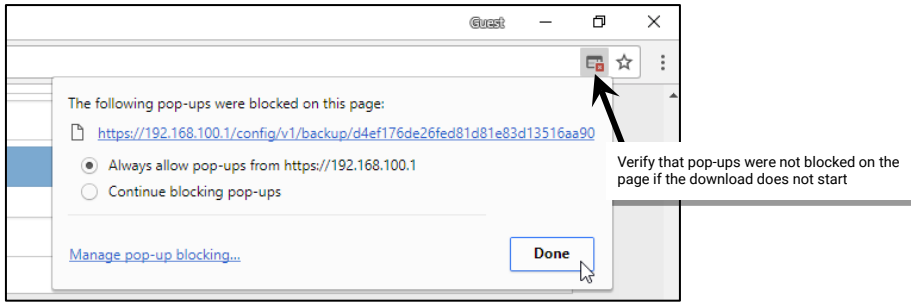 Guest
The following pop-ups were blocked on this page:
https://192.168.100.1/config/v1/backup/d4ef176de26fed81d81e83d13516aa90
Always allow pop-ups from https://192.168.100.1
Continue blocking pop-ups
Verify that pop-ups were not blocked on the
page if the download does not start
Manage pop-up blocking...
Done